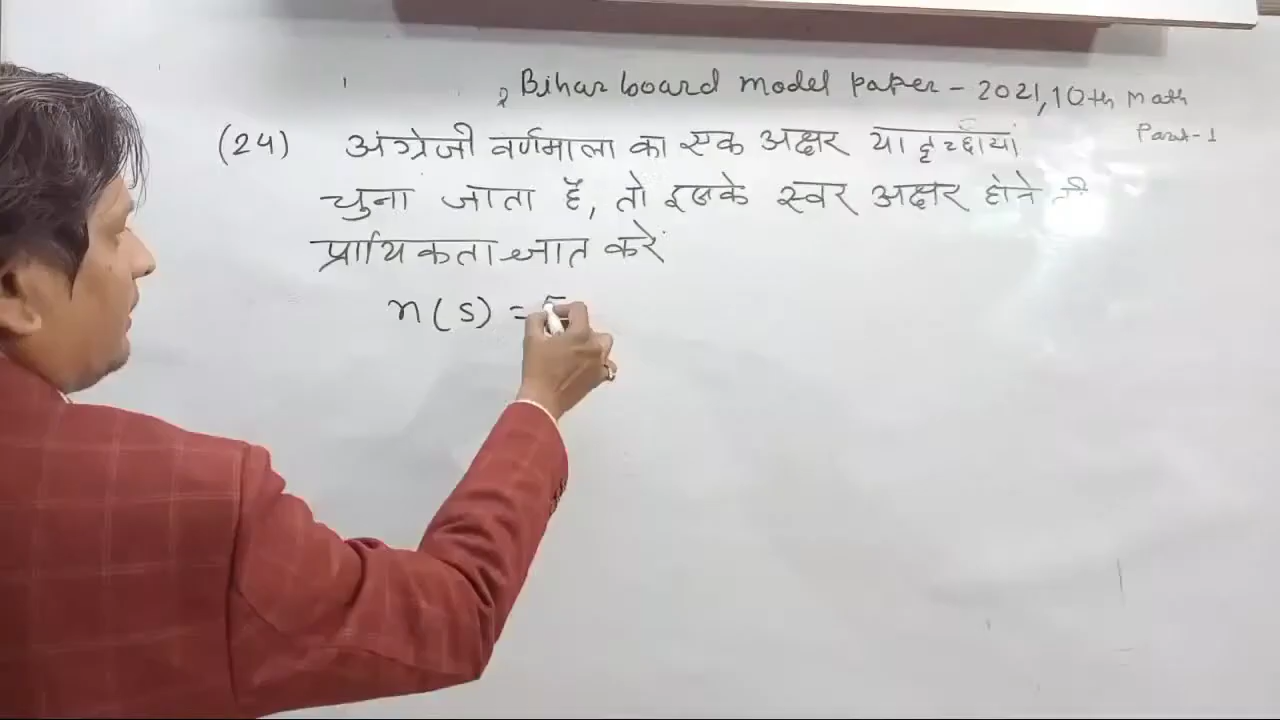 Bihar board model paper - 2021, 10th Math
Part-1
(24) अंग्रेजी वर्णमाला का एक अक्षर यादृच्छया
चुना जाता है, तो इसके स्वर अक्षर होने की
प्रायिकता ज्ञात करें
n(s) =